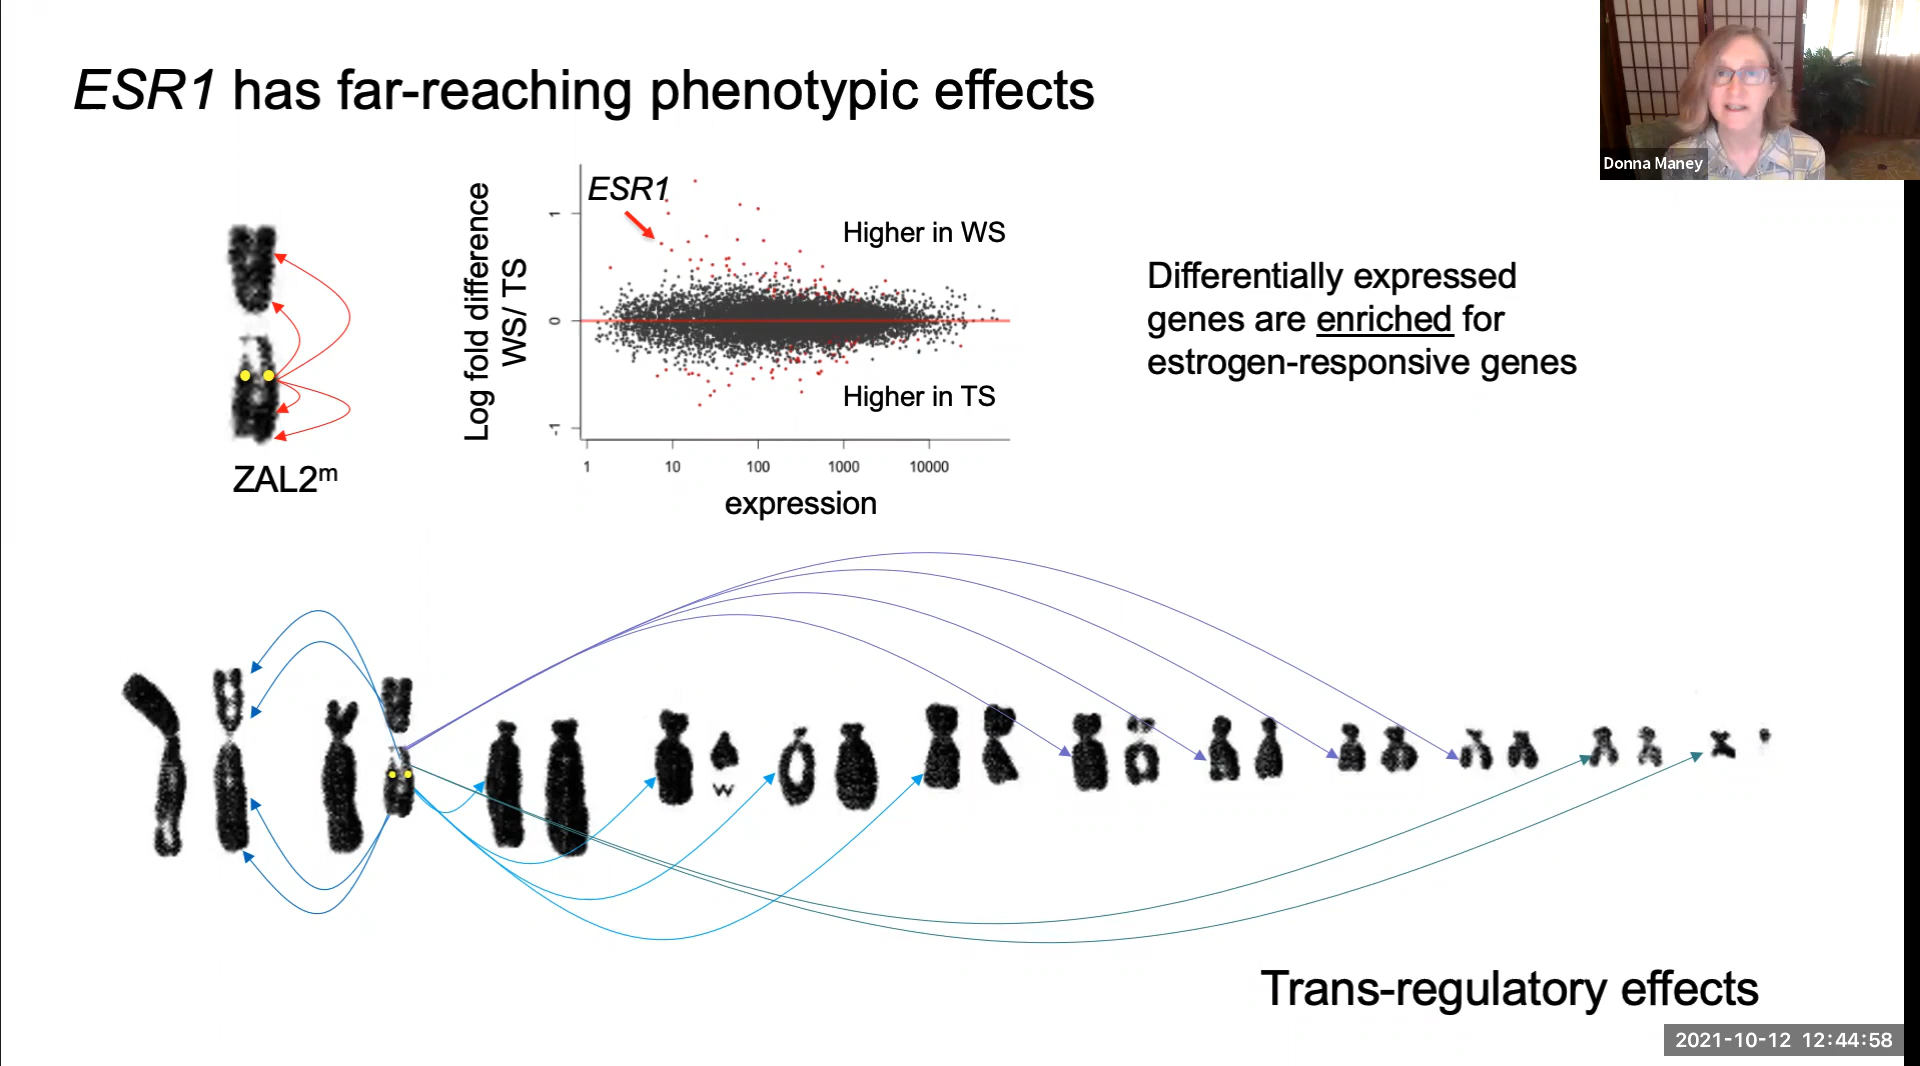 ESR1 has far-reaching phenotypic effects
Donna Maney
ESR1
Higher in WS
Higher in TS
Log fold difference
WS/ TS
1
0
-1
1 10 100 1000 10000
expression
Differentially expressed
genes are enriched for
estrogen-responsive genes
ZAL2ᵐ
w
Trans-regulatory effects
2021-10-12 12:44:58